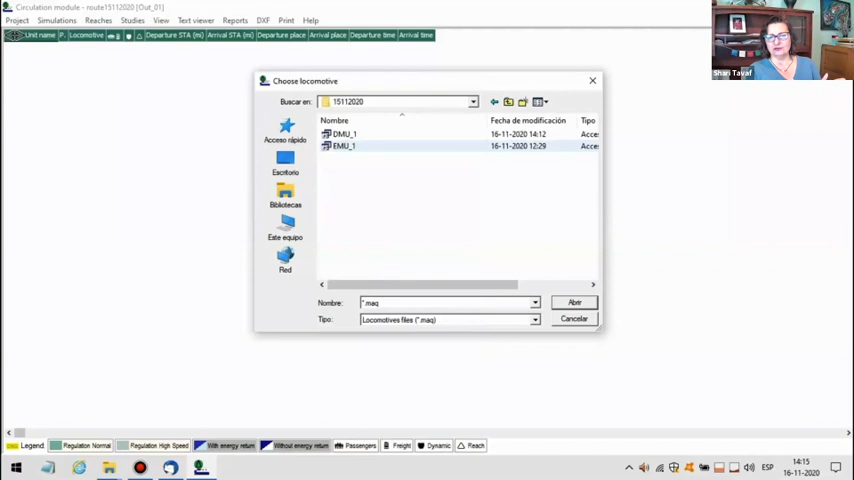 Circulation module - route15112020 [Out_01]
Project Simulations Reaches Studies View Text viewer Reports DXF Print Help
Unit name P. Locomotive Departure STA (mi) Arrival STA (mi) Departure place Arrival place Departure time Arrival time
Shari Tavaf
Choose locomotive
Buscar en: 15112020
Nombre Fecha de modificación Tipo
DMU_1 16-11-2020 14:12 Acce
EMU_1 16-11-2020 12:29 Acce
Acceso rápido
Escritorio
Bibliotecas
Este equipo
Red
Nombre: *.maq Abrir
Tipo: Locomotives files (*.maq) Cancelar
Legend: Regulation Normal Regulation High Speed With energy return Without energy return Passengers Freight Dynamic Reach
ESP
14:15
16-11-2020